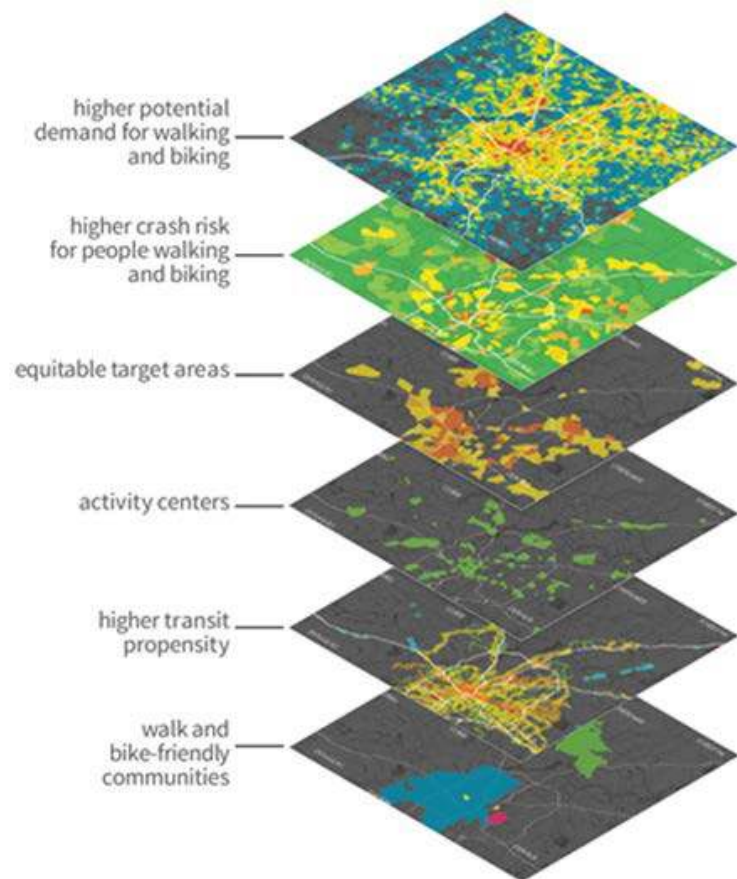 higher potential
demand for walking
and biking
higher crash risk
for people walking
and biking
equitable target areas
activity centers
higher transit
propensity
walk and
bike-friendly
communities